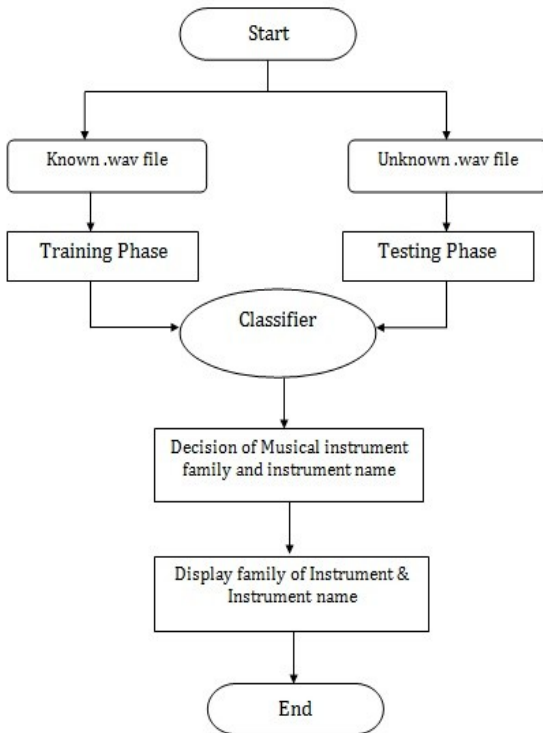 Start
Known .wav file
Unknown .wav file
Training Phase
Testing Phase
Classifier
Decision of Musical instrument
family and instrument name
Display family of Instrument &
Instrument name
End